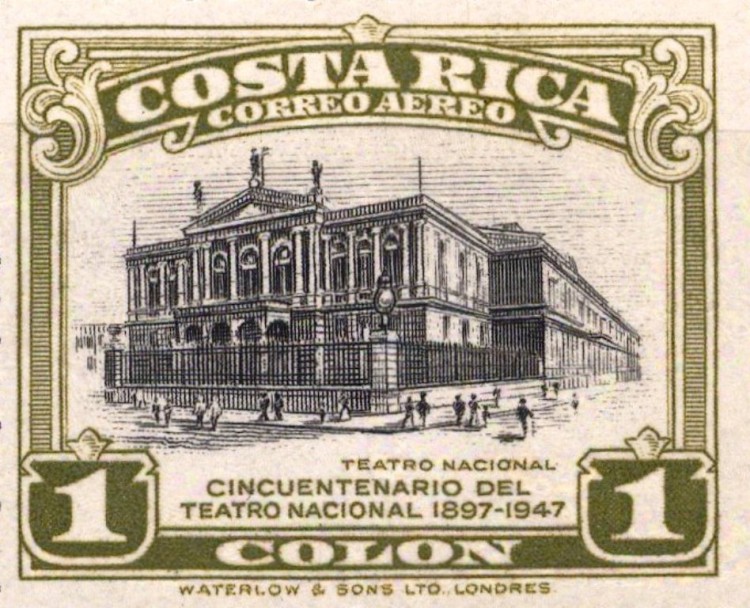 COSTA RICA
CORREO AEREO
TEATRO NACIONAL
CINCUENTENARIO DEL
TEATRO NACIONAL 1897-1947
1 1
COLON
WATERLOW & SONS LTD., LONDRES